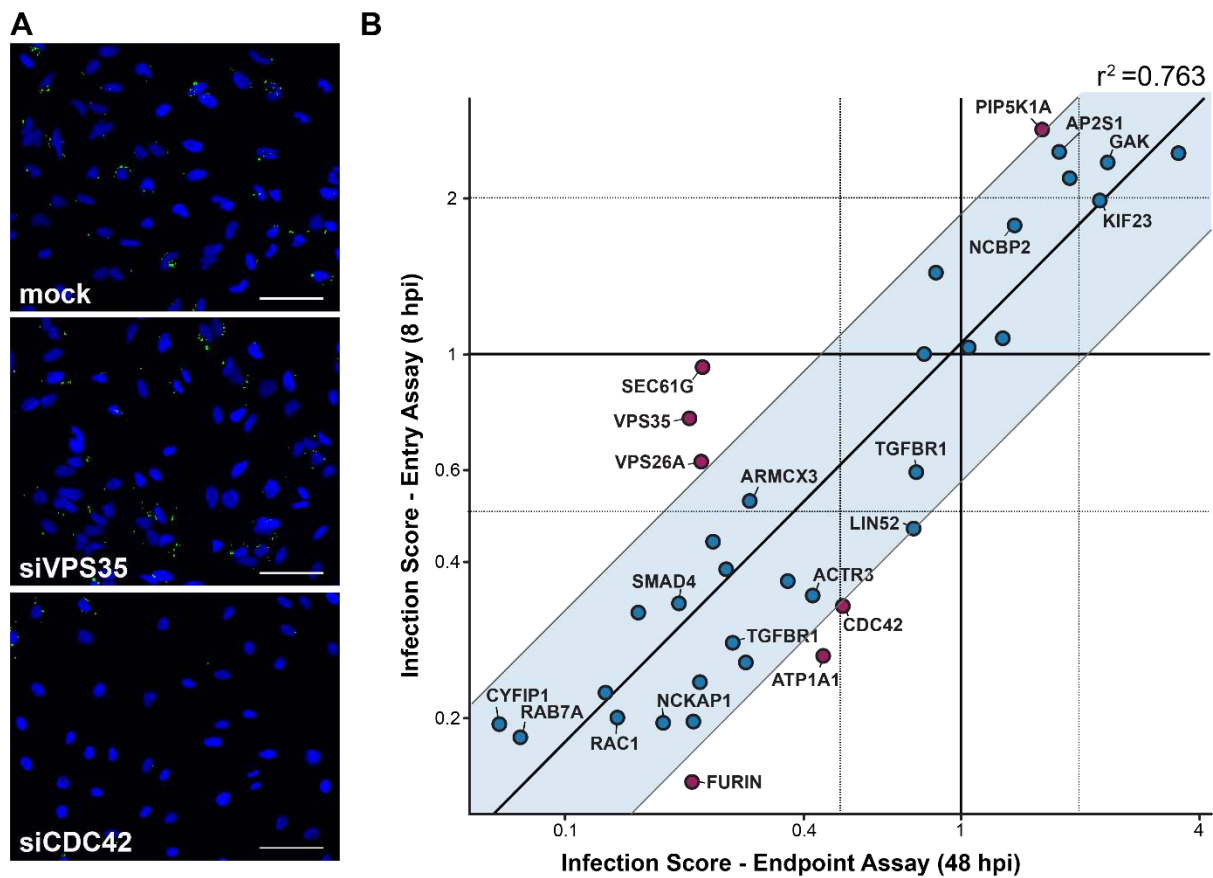 A
B
mock
siVPS35
siCDC42
r² =0.763
PIP5K1A
AP2S1
GAK
2
KIF23
NCBP2
1
SEC61G
VPS35
VPS26A
0.6
TGFBR1
ARMCX3
LIN52
0.4
SMAD4
ACTR3
CDC42
TGFBR1
ATP1A1
CYFIP1
NCKAP1
0.2
RAB7A
RAC1
FURIN
0.1
0.4
1
4
Infection Score - Entry Assay (8 hpi)
Infection Score - Endpoint Assay (48 hpi)